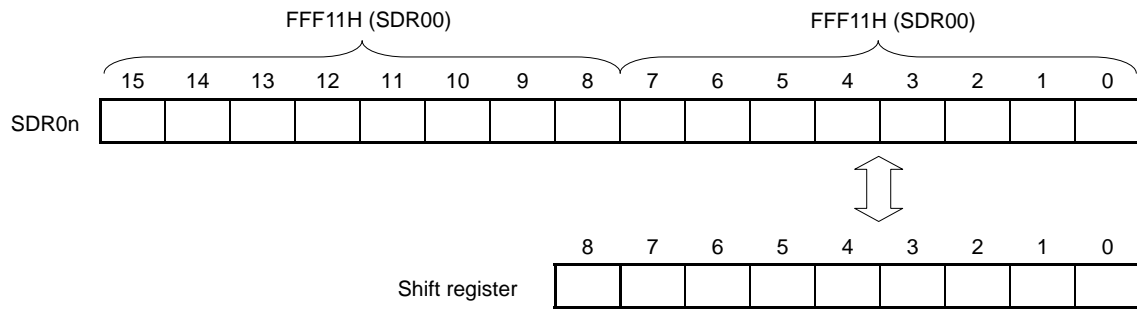 FFF11H (SDR00) FFF11H (SDR00)
15 14 13 12 11 10 9 8 7 6 5 4 3 2 1 0
SDR0n
8 7 6 5 4 3 2 1 0
Shift register